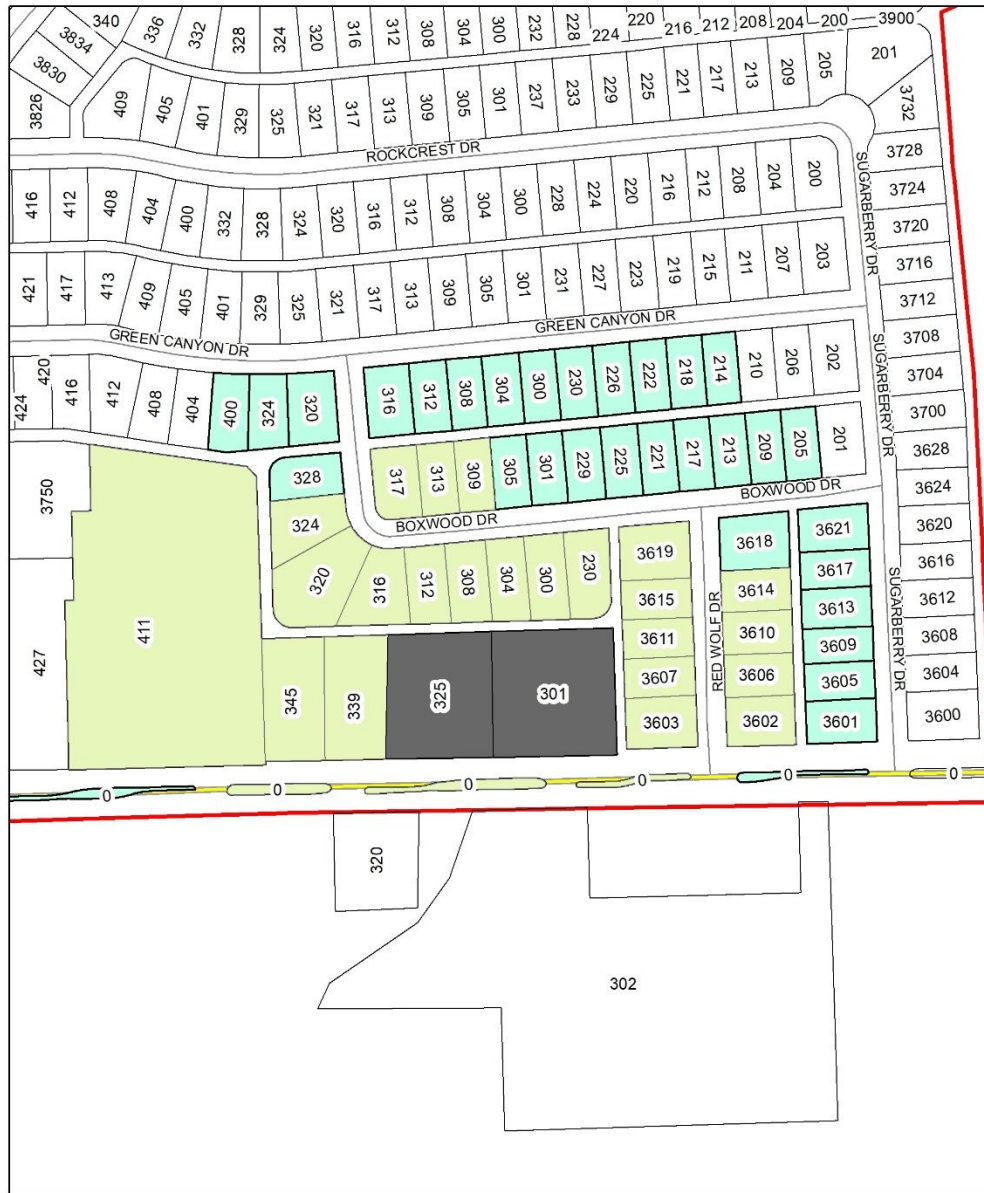 340 336 332 328 324 320 316 312 308 304 300 232 228 224 220 216 212 208 204 200 3900
3834
3830
3826
201
409 405 401 329 325 321 317 313 309 305 301 237 233 229 225 221 217 213 209 205
3732
ROCKCREST DR
SUGARBERRY DR
3728
416 412 408 404 400 332 328 324 320 316 312 308 304 300 228 224 220 216 212 208 204 200
3724
3720
421 417 413 409 405 401 329 325 321 317 313 309 305 301 231 227 223 219 215 211 207 203
3716
3712
GREEN CANYON DR
GREEN CANYON DR
SUGARBERRY DR
3708
424 420 416 412 408 404 400 324 320 316 312 308 304 300 230 226 222 218 214 210 206 202
3704
3700
3750
328
317 313 309 305 301 229 225 221 217 213 209 205 201
3628
BOXWOOD DR
BOXWOOD DR
3624
324
3618
3621
3620
320 316 312 308 304 300 230
3619
3614
3617
3616
3615
3613
3612
411
RED WOLF DR
SUGARBERRY DR
3611
3610
3609
3608
427
345 339 325 301
3607
3606
3605
3604
3603
3602
3601
3600
0 0 0 0 0 0
320
302